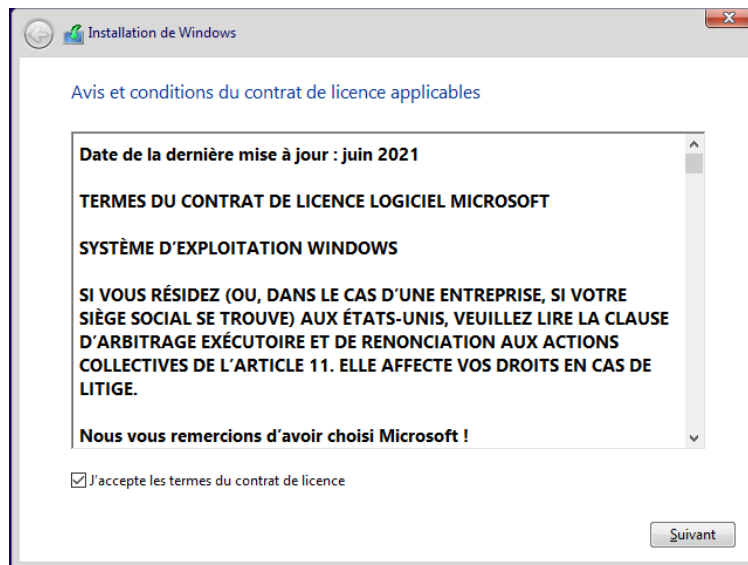 Installation de Windows
Avis et conditions du contrat de licence applicables
Date de la dernière mise à jour : juin 2021
TERMES DU CONTRAT DE LICENCE LOGICIEL MICROSOFT
SYSTÈME D’EXPLOITATION WINDOWS
SI VOUS RÉSIDEZ (OU, DANS LE CAS D’UNE ENTREPRISE, SI VOTRE
SIÈGE SOCIAL SE TROUVE) AUX ÉTATS-UNIS, VEUILLEZ LIRE LA CLAUSE
D’ARBITRAGE EXÉCUTOIRE ET DE RENONCIATION AUX ACTIONS
COLLECTIVES DE L’ARTICLE 11. ELLE AFFECTE VOS DROITS EN CAS DE
LITIGE.
Nous vous remercions d’avoir choisi Microsoft !
J'accepte les termes du contrat de licence
Suivant